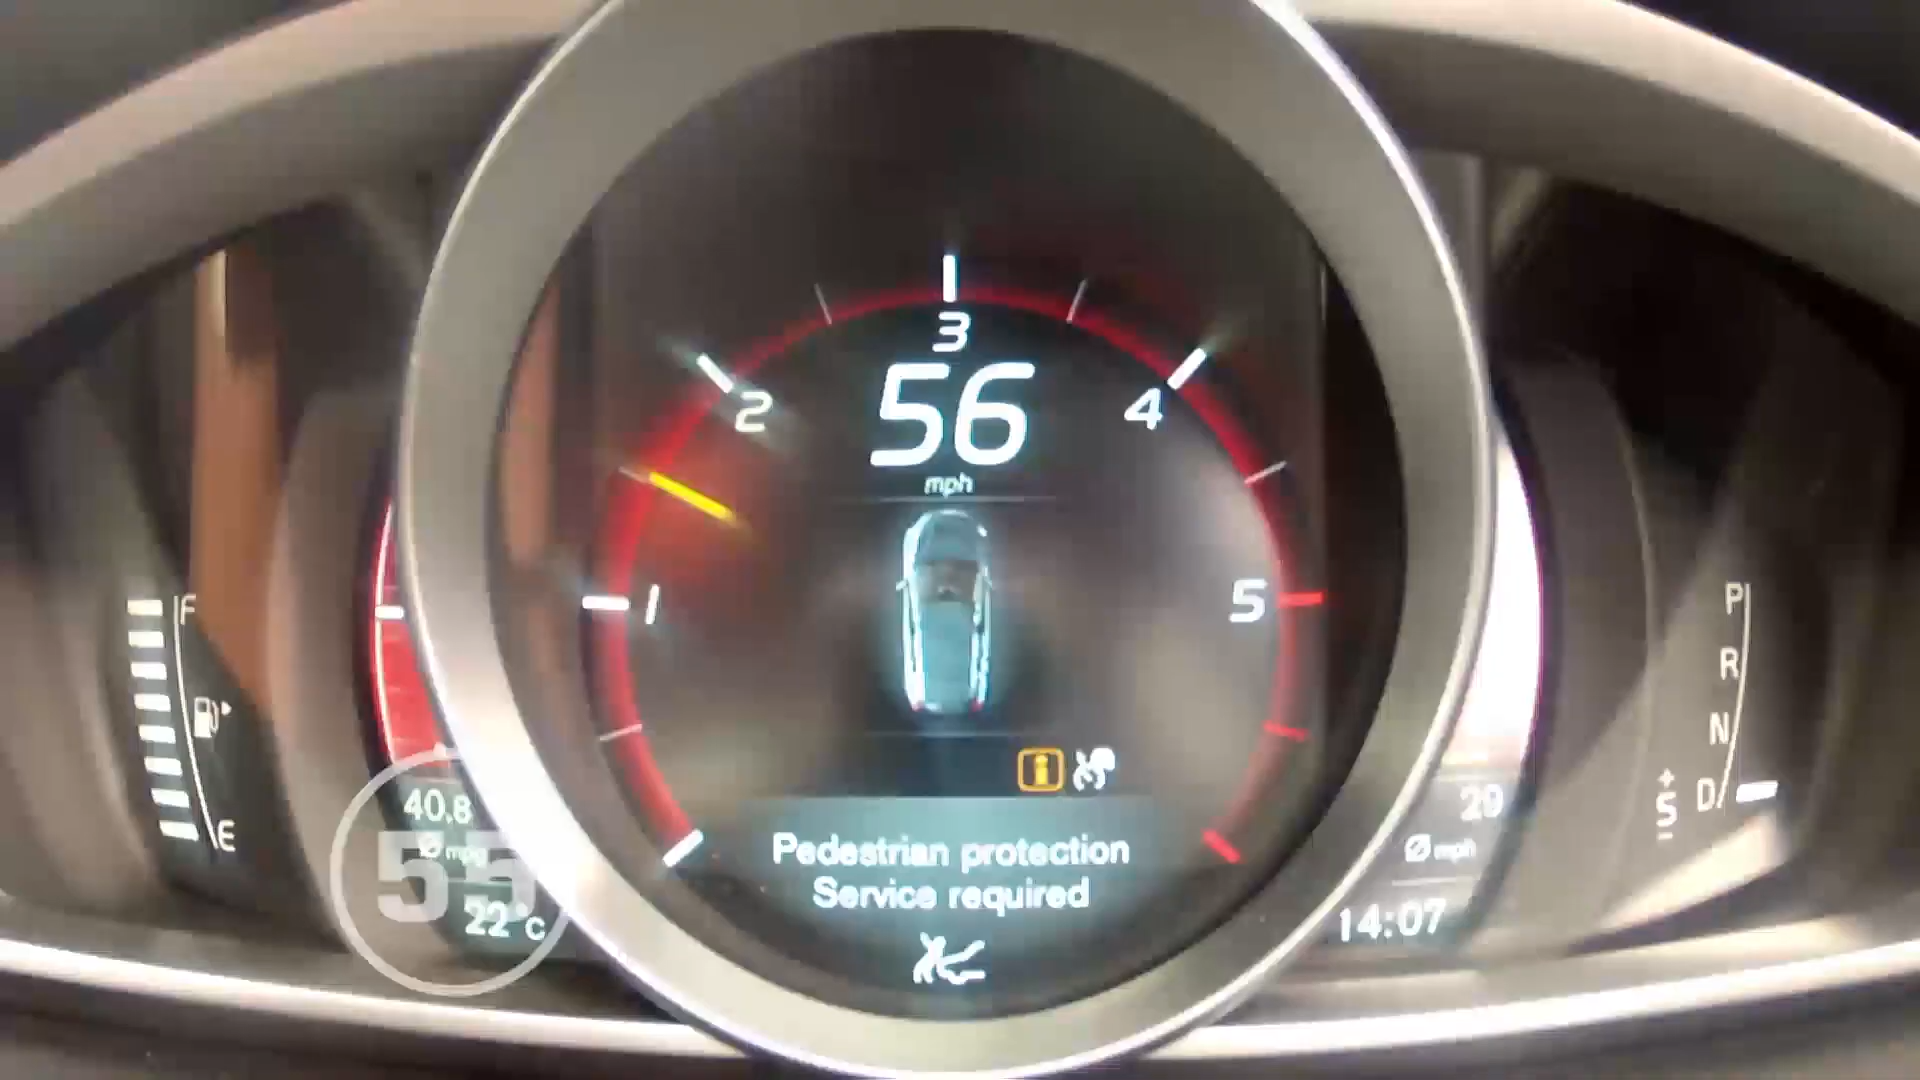 3
2
4
56
mph
1
5
F
E
40.8
Ø mpg
55
22°C
Pedestrian protection
Service required
29
Ø mph
14:07
P
R
N
D
+
S
-